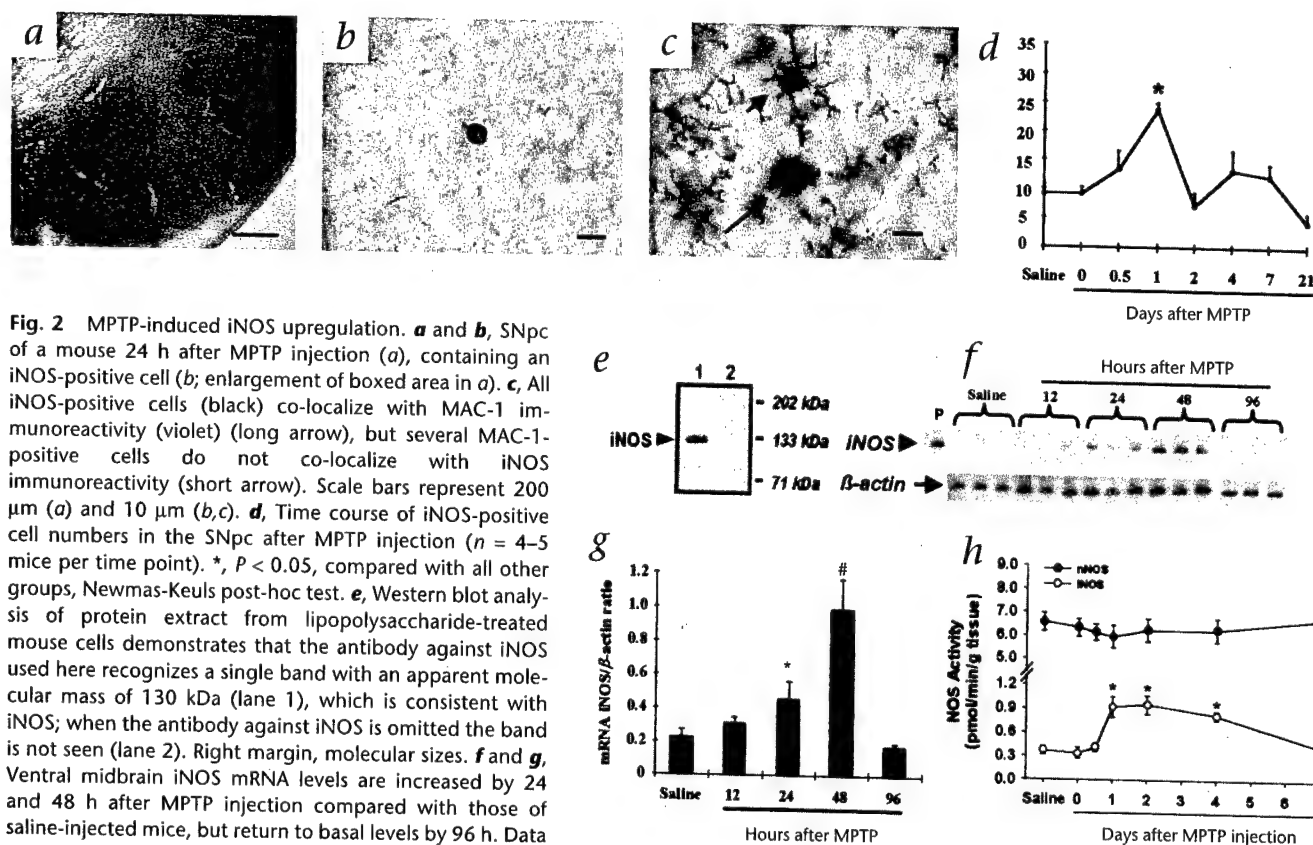 a
b
c
d
35
30
25
20
15
10
5
0
*
Saline 0 0.5 1 2 4 7 21
Days after MPTP
Fig. 2 MPTP-induced iNOS upregulation. a and b, SNpc
of a mouse 24 h after MPTP injection (a), containing an
iNOS-positive cell (b; enlargement of boxed area in a). c, All
iNOS-positive cells (black) co-localize with MAC-1 im-
munoreactivity (violet) (long arrow), but several MAC-1-
positive cells do not co-localize with iNOS
immunoreactivity (short arrow). Scale bars represent 200
µm (a) and 10 µm (b,c). d, Time course of iNOS-positive
cell numbers in the SNpc after MPTP injection (n = 4–5
mice per time point). *, P < 0.05, compared with all other
groups, Newmas-Keuls post-hoc test. e, Western blot analy-
sis of protein extract from lipopolysaccharide-treated
mouse cells demonstrates that the antibody against iNOS
used here recognizes a single band with an apparent mole-
cular mass of 130 kDa (lane 1), which is consistent with
iNOS; when the antibody against iNOS is omitted the band
is not seen (lane 2). Right margin, molecular sizes. f and g,
Ventral midbrain iNOS mRNA levels are increased by 24
and 48 h after MPTP injection compared with those of
saline-injected mice, but return to basal levels by 96 h. Data
e
1 2
- 202 kDa
iNOS
- 133 kDa
- 71 kDa
f
Hours after MPTP
P Saline 12 24 48 96
iNOS
ß-actin
g
mRNA iNOS/β-actin ratio
1.2
1.0
0.8
0.6
0.4
0.2
0
*
#
Saline 12 24 48 96
Hours after MPTP
h
NOS Activity
(pmol/min/g tissue)
9.0
8.0
7.0
6.0
5.0
1.2
0.9
0.6
0.3
0.0
nNOS
iNOS
* * *
Saline 0 1 2 3 4 5 6
Days after MPTP injection